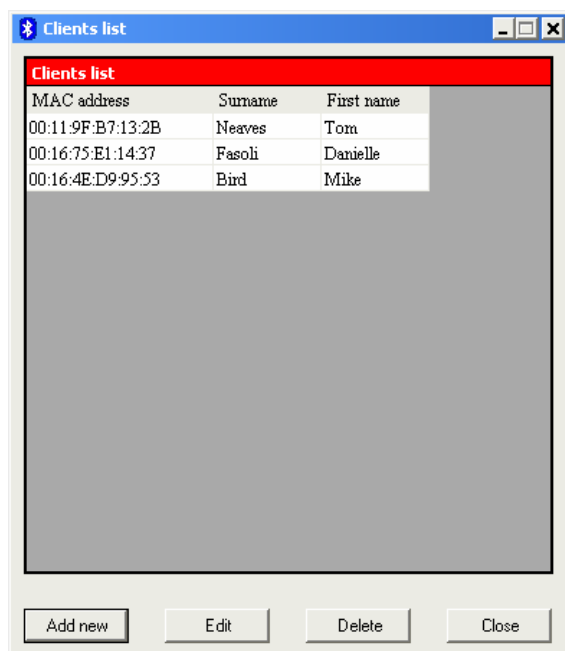 Clients list
Clients list
MAC address Surname First name
00:11:9F:B7:13:2B Neaves Tom
00:16:75:E1:14:37 Fasoli Danielle
00:16:4E:D9:95:53 Bird Mike
Add new Edit Delete Close